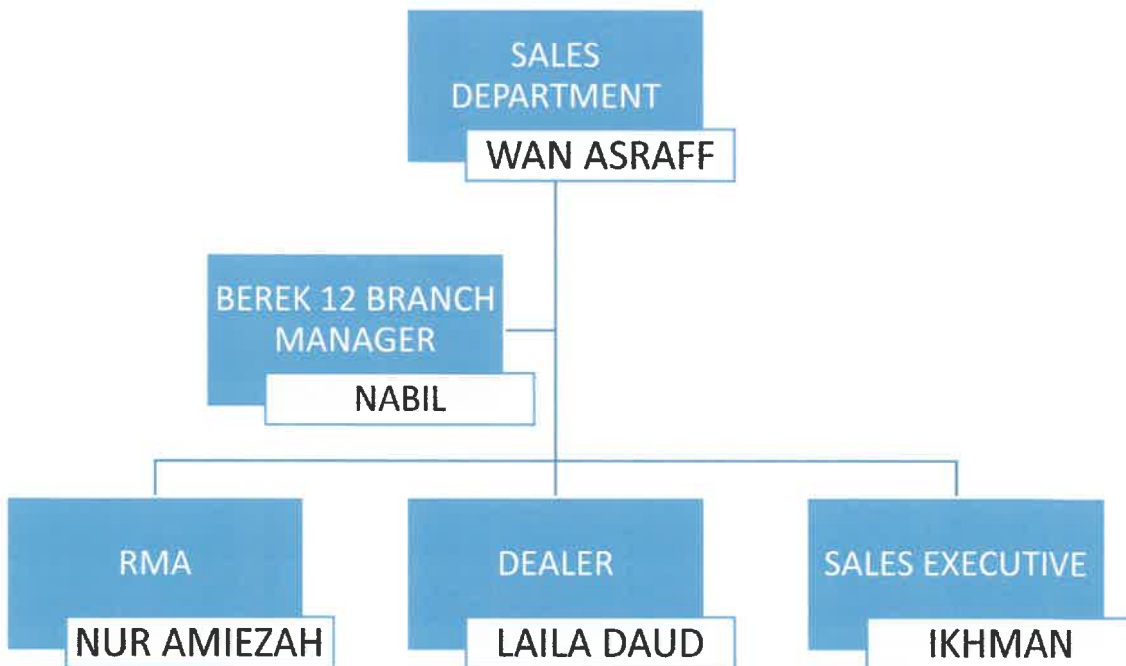 SALES
DEPARTMENT
WAN ASRAFF
BEREK 12 BRANCH
MANAGER
NABIL
RMA
NUR AMIEZAH
DEALER
LAILA DAUD
SALES EXECUTIVE
IKHMAN